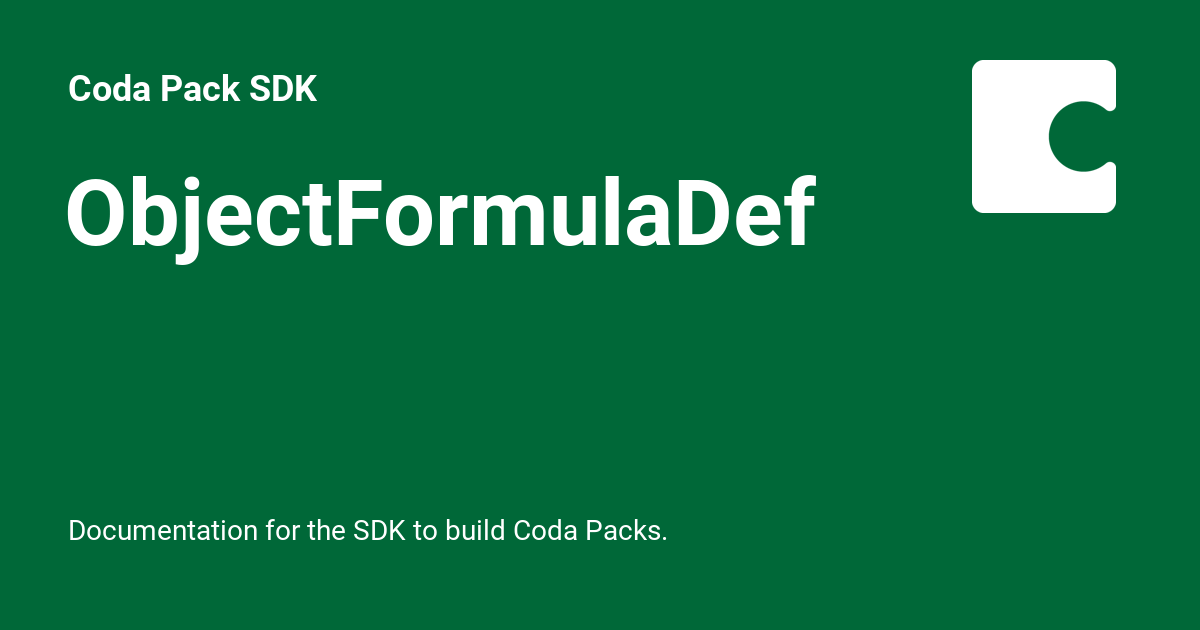 Coda Pack SDK
ObjectFormulaDef
Documentation for the SDK to build Coda Packs.